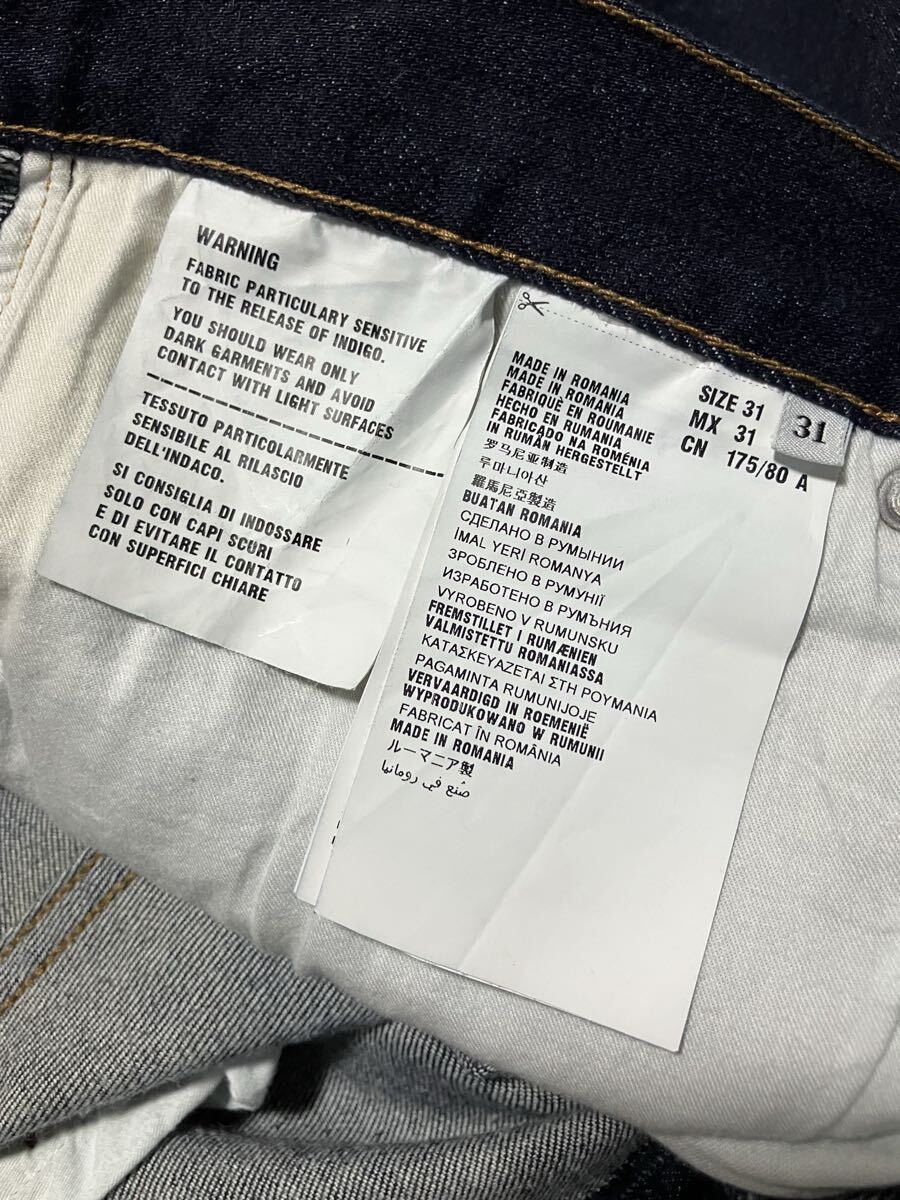 WARNING
FABRIC PARTICULARY SENSITIVE
TO THE RELEASE OF INDIGO.
YOU SHOULD WEAR ONLY
DARK GARMENTS AND AVOID
CONTACT WITH LIGHT SURFACES
TESSUTO PARTICOLARMENTE
SENSIBILE AL RILASCIO
DELL'INDACO.
SI CONSIGLIA DI INDOSSARE
SOLO CON CAPI SCURI
E DI EVITARE IL CONTATTO
CON SUPERFICI CHIARE
MADE IN ROMANIA
MADE IN ROMANIA
FABRIQUÉ EN ROUMANIE
HECHO EN RUMANIA
FABRICADO NA ROMÉNIA
IN RUMÄN HERGESTELLT
罗马尼亚制造
루마니아산
羅馬尼亞製造
BUATAN ROMANIA
СДЕЛАНО В РУМЫНИИ
İMAL YERİ ROMANYA
ЗРОБЛЕНО В РУМУНІЇ
ИЗРАБОТЕНО В РУМЪНИЯ
VYROBENO V RUMUNSKU
FREMSTILLET I RUMÆNIEN
VALMISTETTU ROMANIASSA
ΚΑΤΑΣΚΕΥΑΖΕΤΑΙ ΣΤΗ ΡΟΥΜΑΝΙΑ
PAGAMINTA RUMUNIJOJE
VERVAARDIGD IN ROEMENIË
WYPRODUKOWANO W RUMUNII
FABRICAT ÎN ROMÂNIA
MADE IN ROMANIA
ルーマニア製
صُنع في رومانيا
SIZE 31
MX 31
CN 175/80 A
31